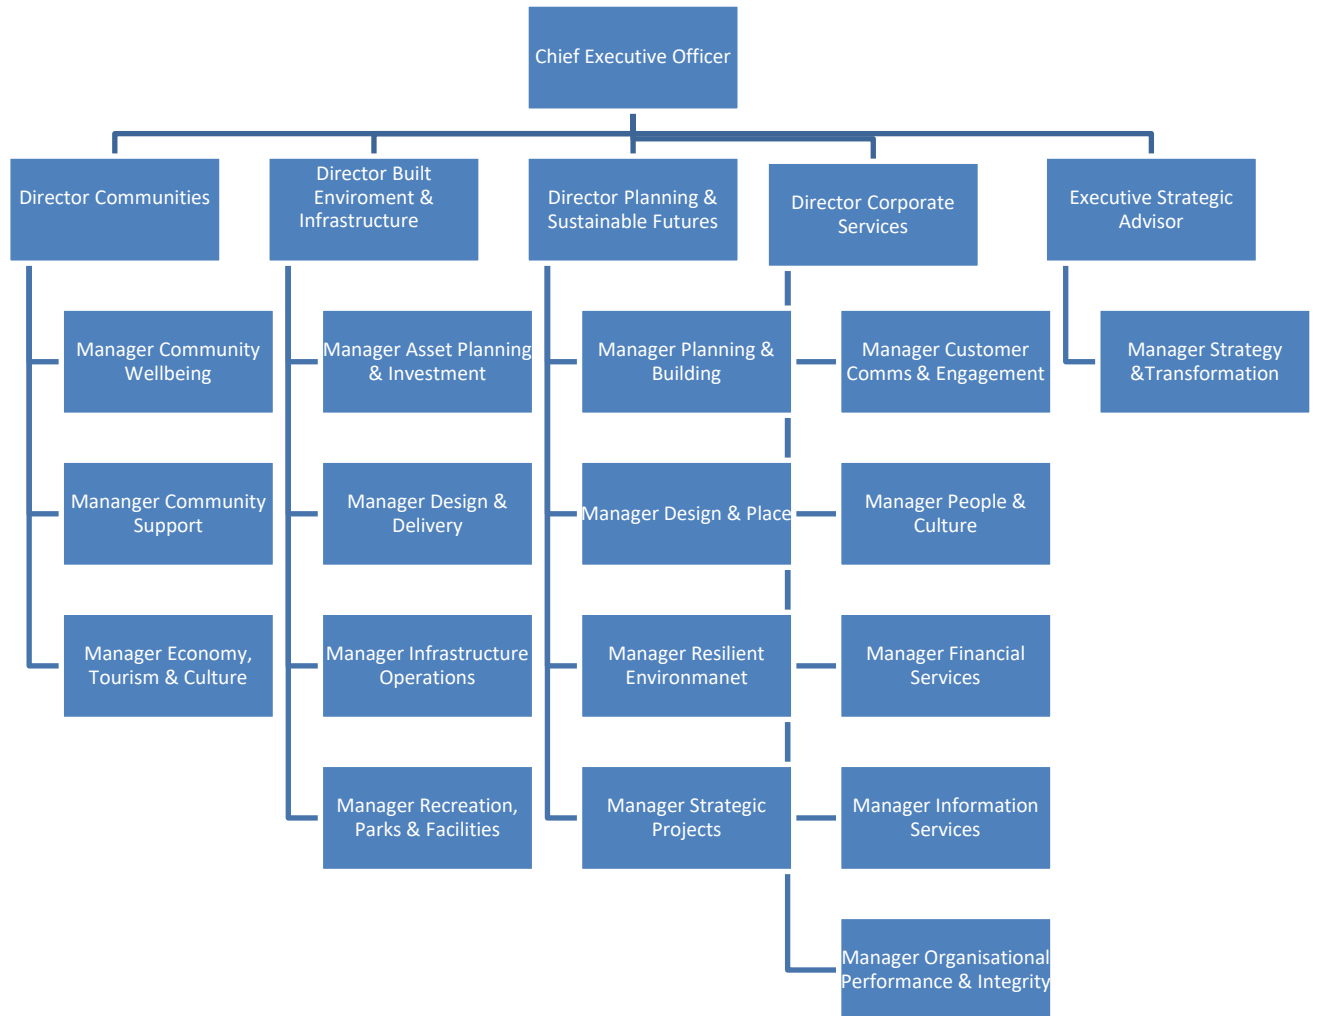 Chief Executive Officer
Director Communities
Director Built
Enviroment &
Infrastructure
Director Planning &
Sustainable Futures
Director Corporate
Services
Executive Strategic
Advisor
Manager Community
Wellbeing
Manager Asset Planning
& Investment
Manager Planning &
Building
Manager Customer
Comms & Engagement
Manager Strategy
&Transformation
Mananger Community
Support
Manager Design &
Delivery
Manager Design & Place
Manager People &
Culture
Manager Economy,
Tourism & Culture
Manager Infrastructure
Operations
Manager Resilient
Environmanet
Manager Financial
Services
Manager Recreation,
Parks & Facilities
Manager Strategic
Projects
Manager Information
Services
Manager Organisational
Performance & Integrity